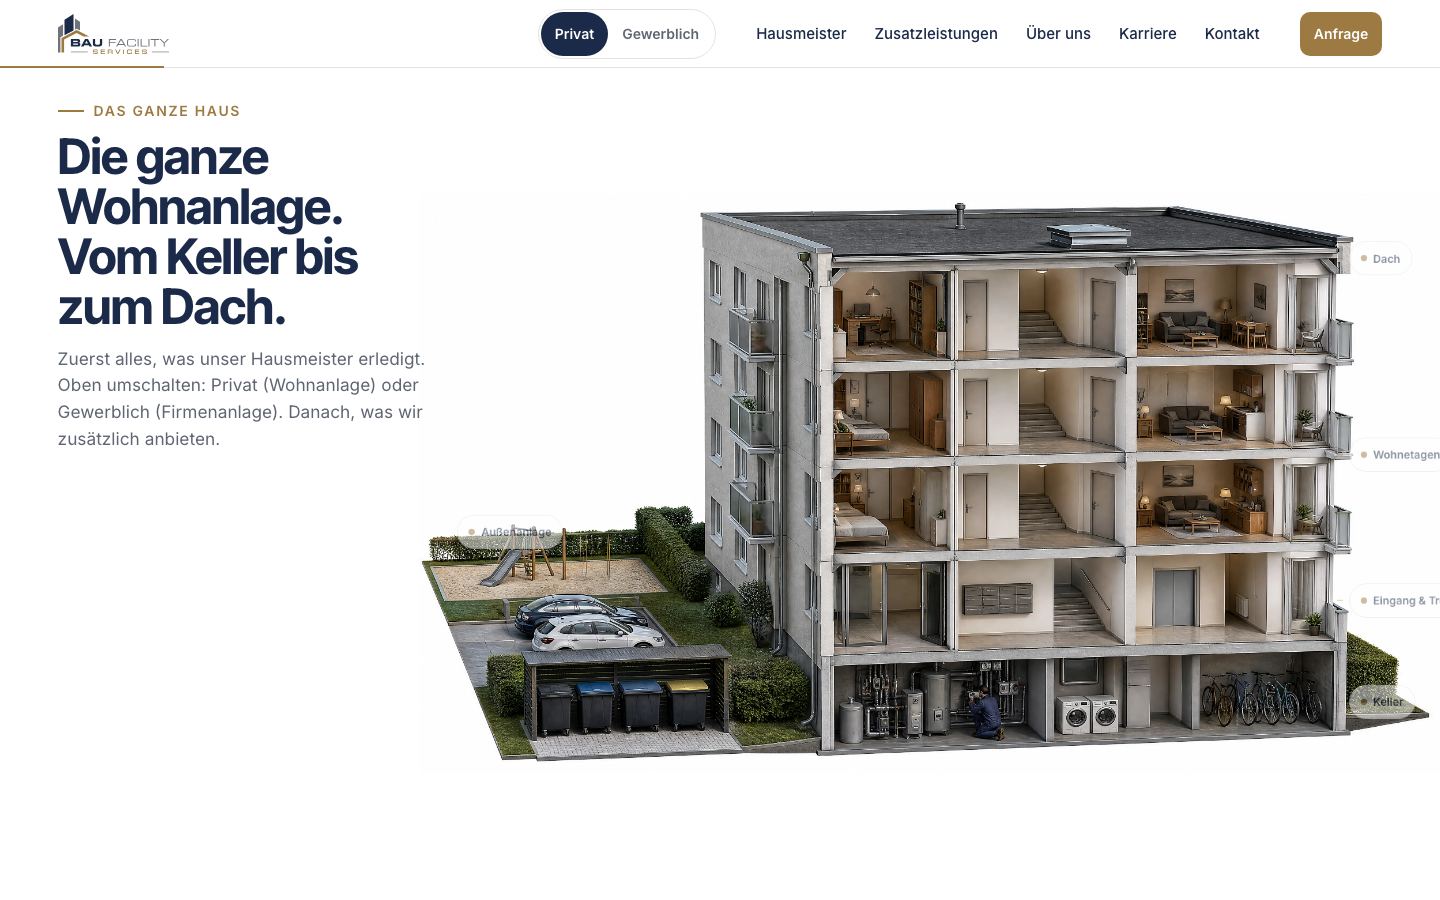 BAU FACILITY
SERVICES
Privat
Gewerblich
Hausmeister
Zusatzleistungen
Über uns
Karriere
Kontakt
Anfrage
DAS GANZE HAUS
Die ganze
Wohnanlage.
Vom Keller bis
zum Dach.
Zuerst alles, was unser Hausmeister erledigt.
Oben umschalten: Privat (Wohnanlage) oder
Gewerblich (Firmenanlage). Danach, was wir
zusätzlich anbieten.
Dach
Wohnetagen
Außenanlage
Eingang & Tr
Keller